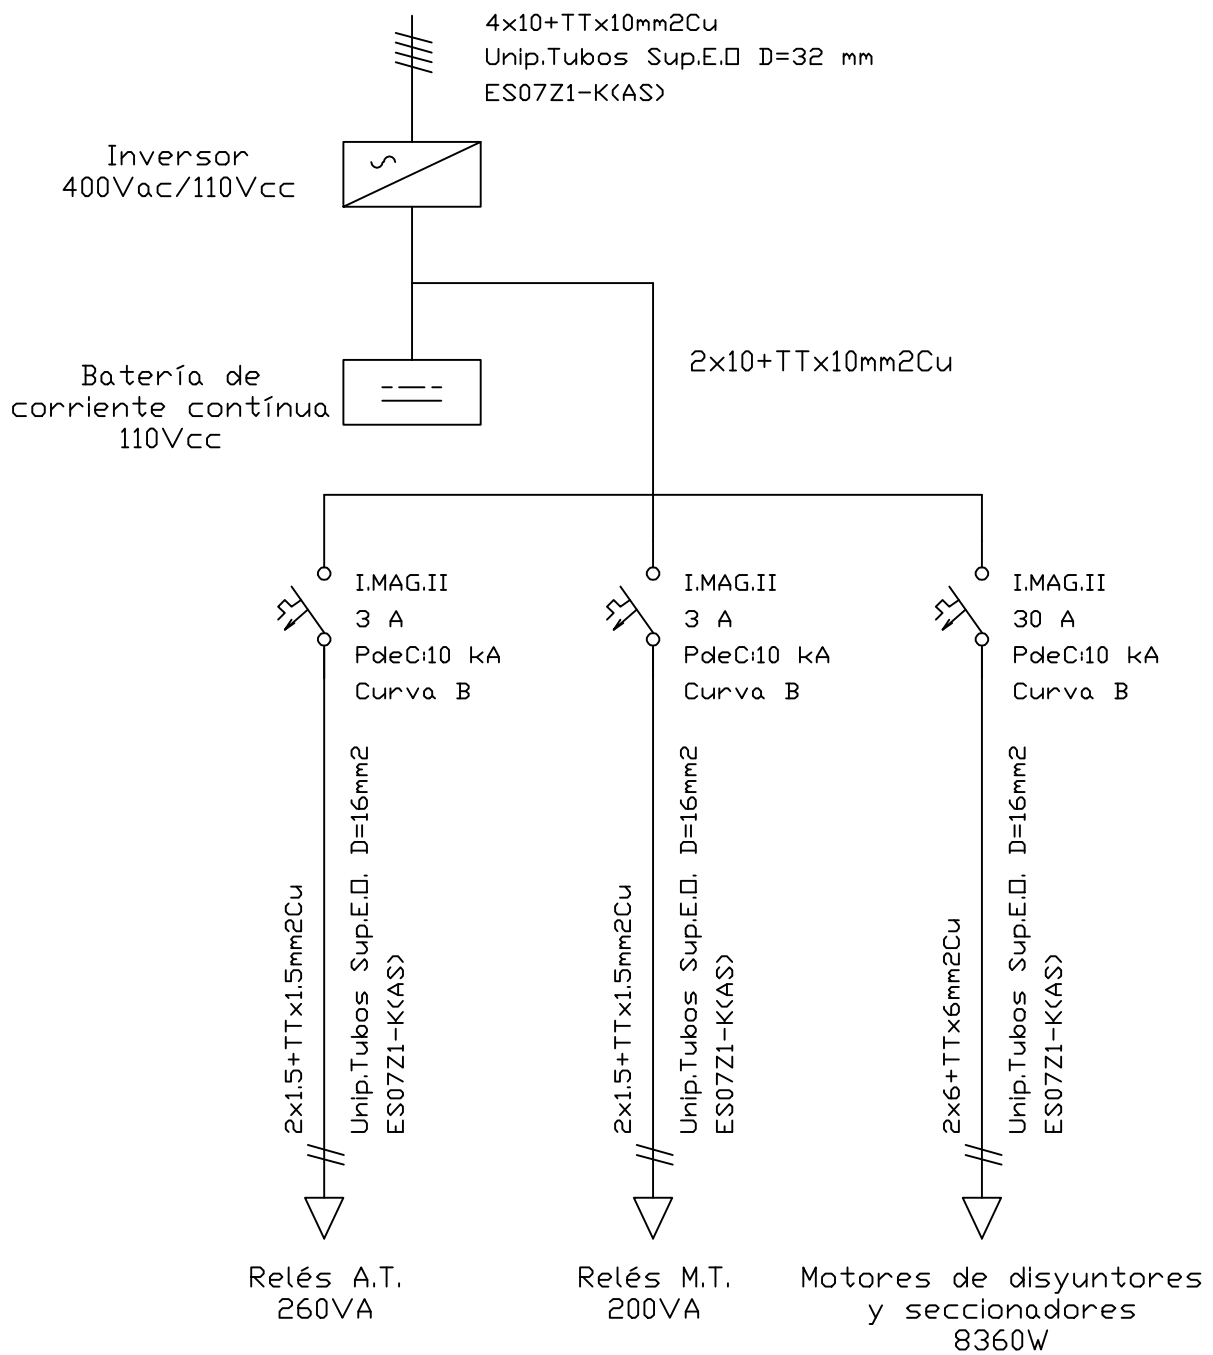 4x10+TTx10mm2Cu
Unip.Tubos Sup.E.O D=32 mm
ES07Z1-K(AS)
Inversor
400Vac/110Vcc
Batería de
corriente contínua
110Vcc
2x10+TTx10mm2Cu
I.MAG.II
3 A
PdeC:10 kA
Curva B
I.MAG.II
3 A
PdeC:10 kA
Curva B
I.MAG.II
30 A
PdeC:10 kA
Curva B
2x1.5+TTx1.5mm2Cu
Unip.Tubos Sup.E.O. D=16mm2
ES07Z1-K(AS)
2x1.5+TTx1.5mm2Cu
Unip.Tubos Sup.E.O. D=16mm2
ES07Z1-K(AS)
2x6+TTx6mm2Cu
Unip.Tubos Sup.E.O. D=16mm2
ES07Z1-K(AS)
Relés A.T.
260VA
Relés M.T.
200VA
Motores de disyuntores
y seccionadores
8360W